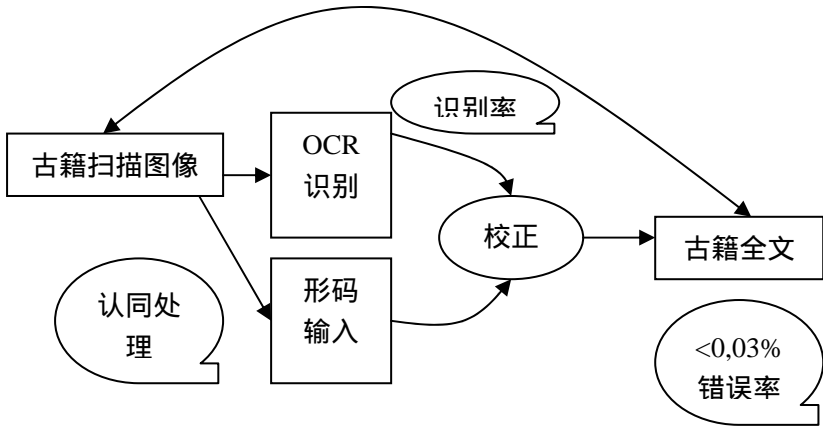 识别率
OCR
识别
古籍扫描图像
校正
古籍全文
形码
输入
认同处
理
<0,03%
错误率